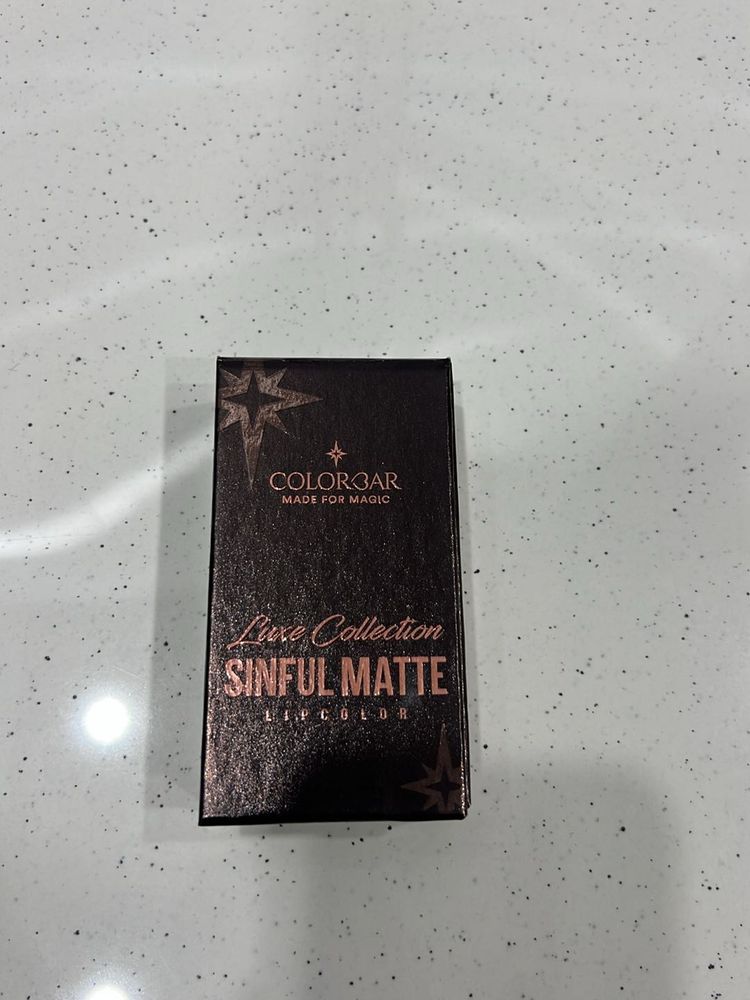 COLORBAR
MADE FOR MAGIC
Luxe Collection
SINFUL MATTE
LIPCOLOR